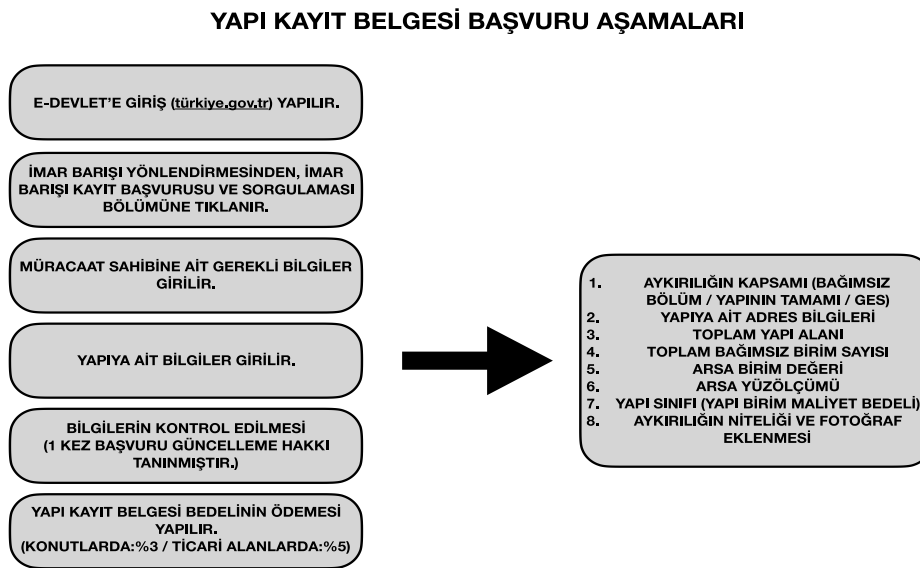 YAPI KAYIT BELGESİ BAŞVURU AŞAMALARI
E-DEVLET'E GİRİŞ (türkiye.gov.tr) YAPILIR.
İMAR BARIŞI YÖNLENDİRMESİNDEN, İMAR
BARIŞI KAYIT BAŞVURUSU VE SORGULAMASI
BÖLÜMÜNE TIKLANIR.
MÜRACAAT SAHİBİNE AİT GEREKLİ BİLGİLER
GİRİLİR.
YAPIYA AİT BİLGİLER GİRİLİR.
BİLGİLERİN KONTROL EDİLMESİ
(1 KEZ BAŞVURU GÜNCELLEME HAKKI
TANINMIŞTIR.)
YAPI KAYIT BELGESİ BEDELİNİN ÖDEMESİ
YAPILIR.
(KONUTLARDA:%3 / TİCARİ ALANLARDA:%5)
1. AYKIRILIĞIN KAPSAMI (BAĞIMSIZ
BÖLÜM / YAPININ TAMAMI / GES)
2. YAPIYA AİT ADRES BİLGİLERİ
3. TOPLAM YAPI ALANI
4. TOPLAM BAĞIMSIZ BİRİM SAYISI
5. ARSA BİRİM DEĞERİ
6. ARSA YÜZÖLÇÜMÜ
7. YAPI SINIFI (YAPI BİRİM MALİYET BEDELİ)
8. AYKIRILIĞIN NİTELİĞİ VE FOTOĞRAF
EKLENMESİ